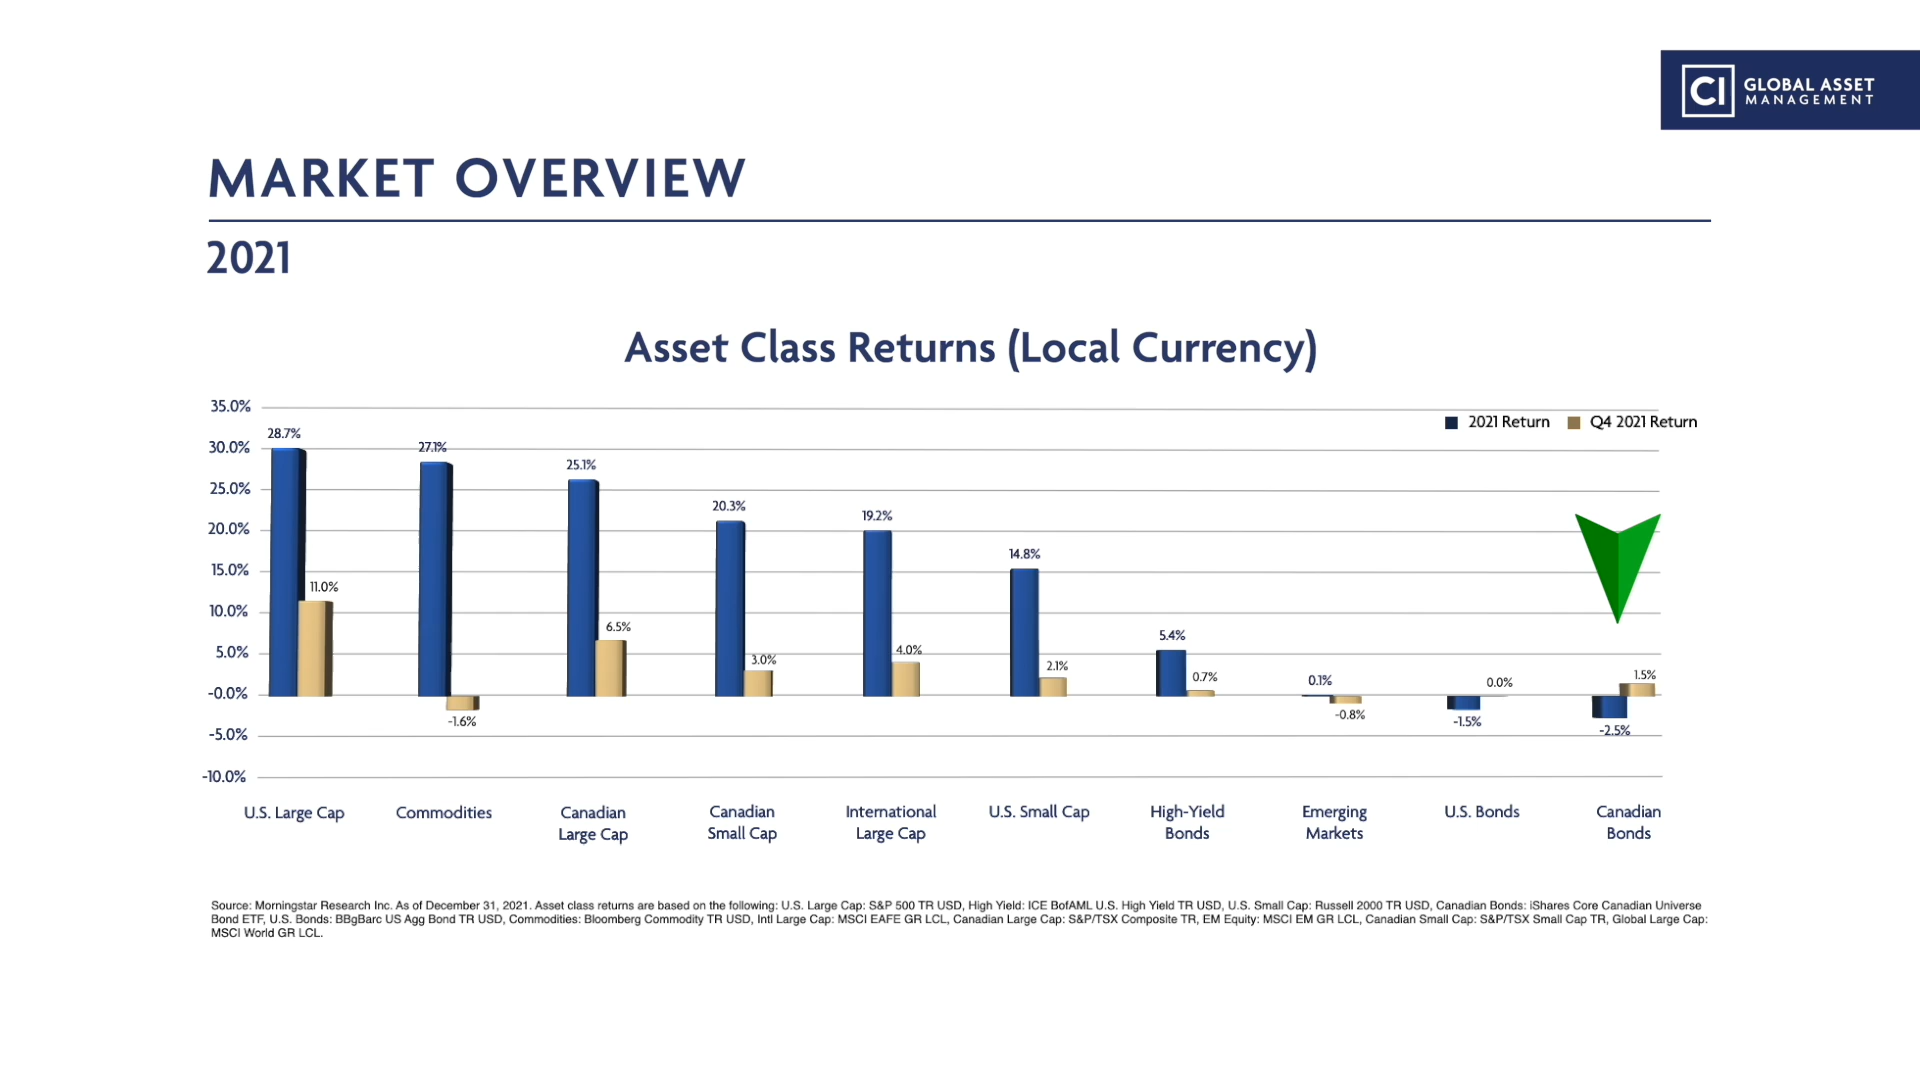 CI GLOBAL ASSET
MANAGEMENT
MARKET OVERVIEW
2021
Asset Class Returns (Local Currency)
2021 Return Q4 2021 Return
35.0%
30.0%
25.0%
20.0%
15.0%
10.0%
5.0%
-0.0%
-5.0%
-10.0%
28.7%
11.0%
27.1%
-1.6%
25.1%
6.5%
20.3%
3.0%
19.2%
4.0%
14.8%
2.1%
5.4%
0.7%
0.1%
-0.8%
-1.5%
0.0%
-2.5%
1.5%
U.S. Large Cap
Commodities
Canadian
Large Cap
Canadian
Small Cap
International
Large Cap
U.S. Small Cap
High-Yield
Bonds
Emerging
Markets
U.S. Bonds
Canadian
Bonds
Source: Morningstar Research Inc. As of December 31, 2021. Asset class returns are based on the following: U.S. Large Cap: S&P 500 TR USD, High Yield: ICE BofAML U.S. High Yield TR USD, U.S. Small Cap: Russell 2000 TR USD, Canadian Bonds: iShares Core Canadian Universe
Bond ETF, U.S. Bonds: BBgBarc US Agg Bond TR USD, Commodities: Bloomberg Commodity TR USD, Intl Large Cap: MSCI EAFE GR LCL, Canadian Large Cap: S&P/TSX Composite TR, EM Equity: MSCI EM GR LCL, Canadian Small Cap: S&P/TSX Small Cap TR, Global Large Cap:
MSCI World GR LCL.